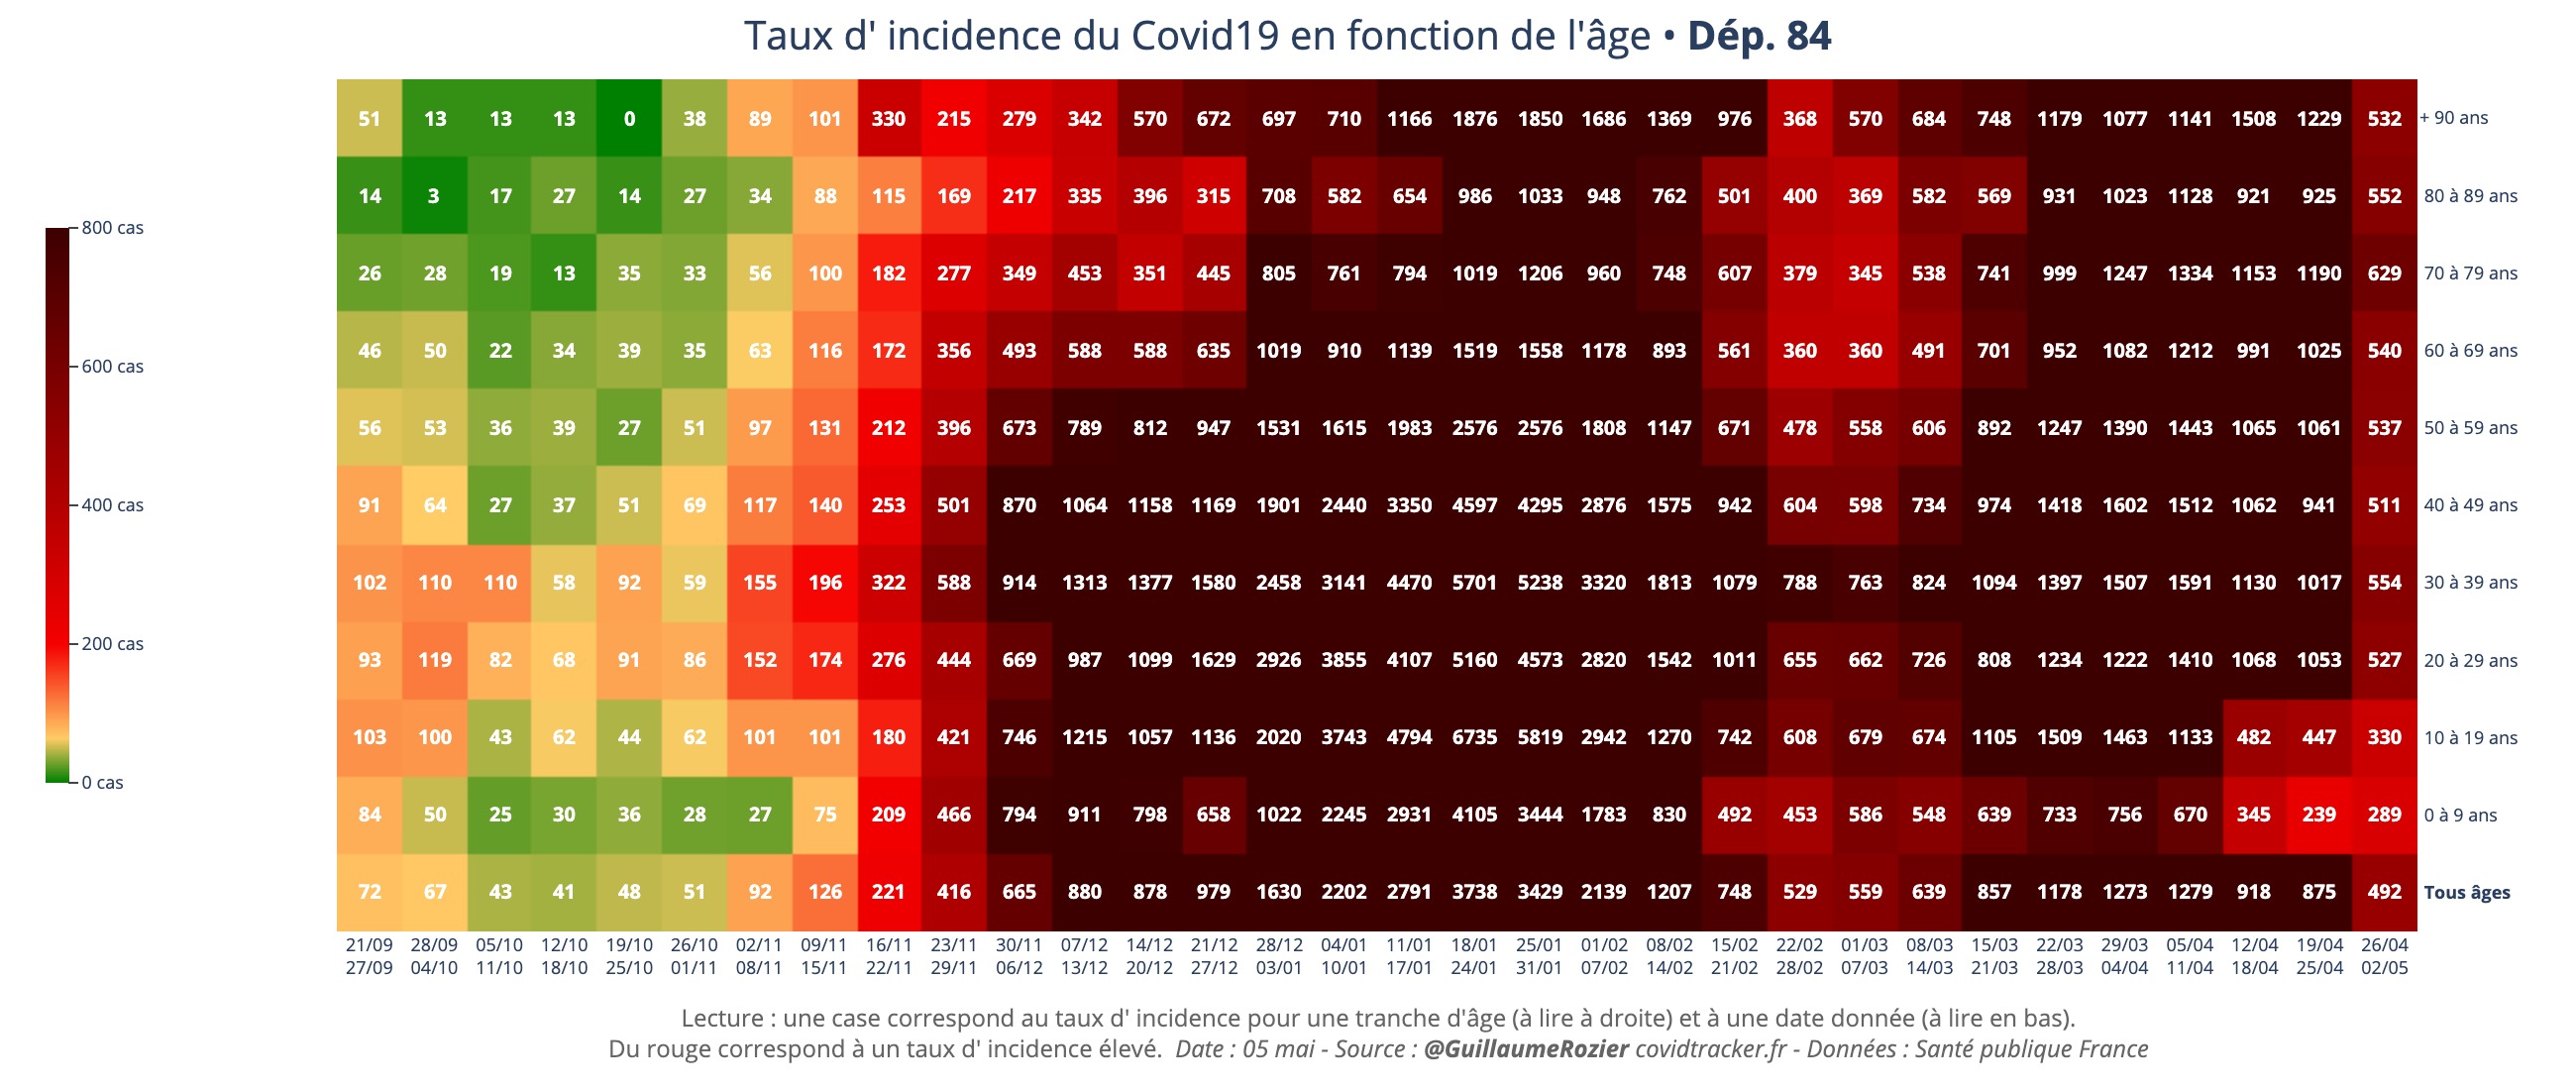 Taux d' incidence du Covid19 en fonction de l'âge • Dép. 84
51 13 13 13 0 38 89 101 330 215 279 342 570 672 697 710 1166 1876 1850 1686 1369 976 368 570 684 748 1179 1077 1141 1508 1229 532 + 90 ans
14 3 17 27 14 27 34 88 115 169 217 335 396 315 708 582 654 986 1033 948 762 501 400 369 582 569 931 1023 1128 921 925 552 80 à 89 ans
800 cas
26 28 19 13 35 33 56 100 182 277 349 453 351 445 805 761 794 1019 1206 960 748 607 379 345 538 741 999 1247 1334 1153 1190 629 70 à 79 ans
46 50 22 34 39 35 63 116 172 356 493 588 588 635 1019 910 1139 1519 1558 1178 893 561 360 360 491 701 952 1082 1212 991 1025 540 60 à 69 ans
600 cas
56 53 36 39 27 51 97 131 212 396 673 789 812 947 1531 1615 1983 2576 2576 1808 1147 671 478 558 606 892 1247 1390 1443 1065 1061 537 50 à 59 ans
400 cas
91 64 27 37 51 69 117 140 253 501 870 1064 1158 1169 1901 2440 3350 4597 4295 2876 1575 942 604 598 734 974 1418 1602 1512 1062 941 511 40 à 49 ans
102 110 110 58 92 59 155 196 322 588 914 1313 1377 1580 2458 3141 4470 5701 5238 3320 1813 1079 788 763 824 1094 1397 1507 1591 1130 1017 554 30 à 39 ans
200 cas
93 119 82 68 91 86 152 174 276 444 669 987 1099 1629 2926 3855 4107 5160 4573 2820 1542 1011 655 662 726 808 1234 1222 1410 1068 1053 527 20 à 29 ans
103 100 43 62 44 62 101 101 180 421 746 1215 1057 1136 2020 3743 4794 6735 5819 2942 1270 742 608 679 674 1105 1509 1463 1133 482 447 330 10 à 19 ans
0 cas
84 50 25 30 36 28 27 75 209 466 794 911 798 658 1022 2245 2931 4105 3444 1783 830 492 453 586 548 639 733 756 670 345 239 289 0 à 9 ans
72 67 43 41 48 51 92 126 221 416 665 880 878 979 1630 2202 2791 3738 3429 2139 1207 748 529 559 639 857 1178 1273 1279 918 875 492 Tous âges
21/09 28/09 05/10 12/10 19/10 26/10 02/11 09/11 16/11 23/11 30/11 07/12 14/12 21/12 28/12 04/01 11/01 18/01 25/01 01/02 08/02 15/02 22/02 01/03 08/03 15/03 22/03 29/03 05/04 12/04 19/04 26/04
27/09 04/10 11/10 18/10 25/10 01/11 08/11 15/11 22/11 29/11 06/12 13/12 20/12 27/12 03/01 10/01 17/01 24/01 31/01 07/02 14/02 21/02 28/02 07/03 14/03 21/03 28/03 04/04 11/04 18/04 25/04 02/05
Lecture : une case correspond au taux d' incidence pour une tranche d'âge (à lire à droite) et à une date donnée (à lire en bas).
Du rouge correspond à un taux d' incidence élevé. Date : 05 mai - Source : @GuillaumeRozier covidtracker.fr - Données : Santé publique France